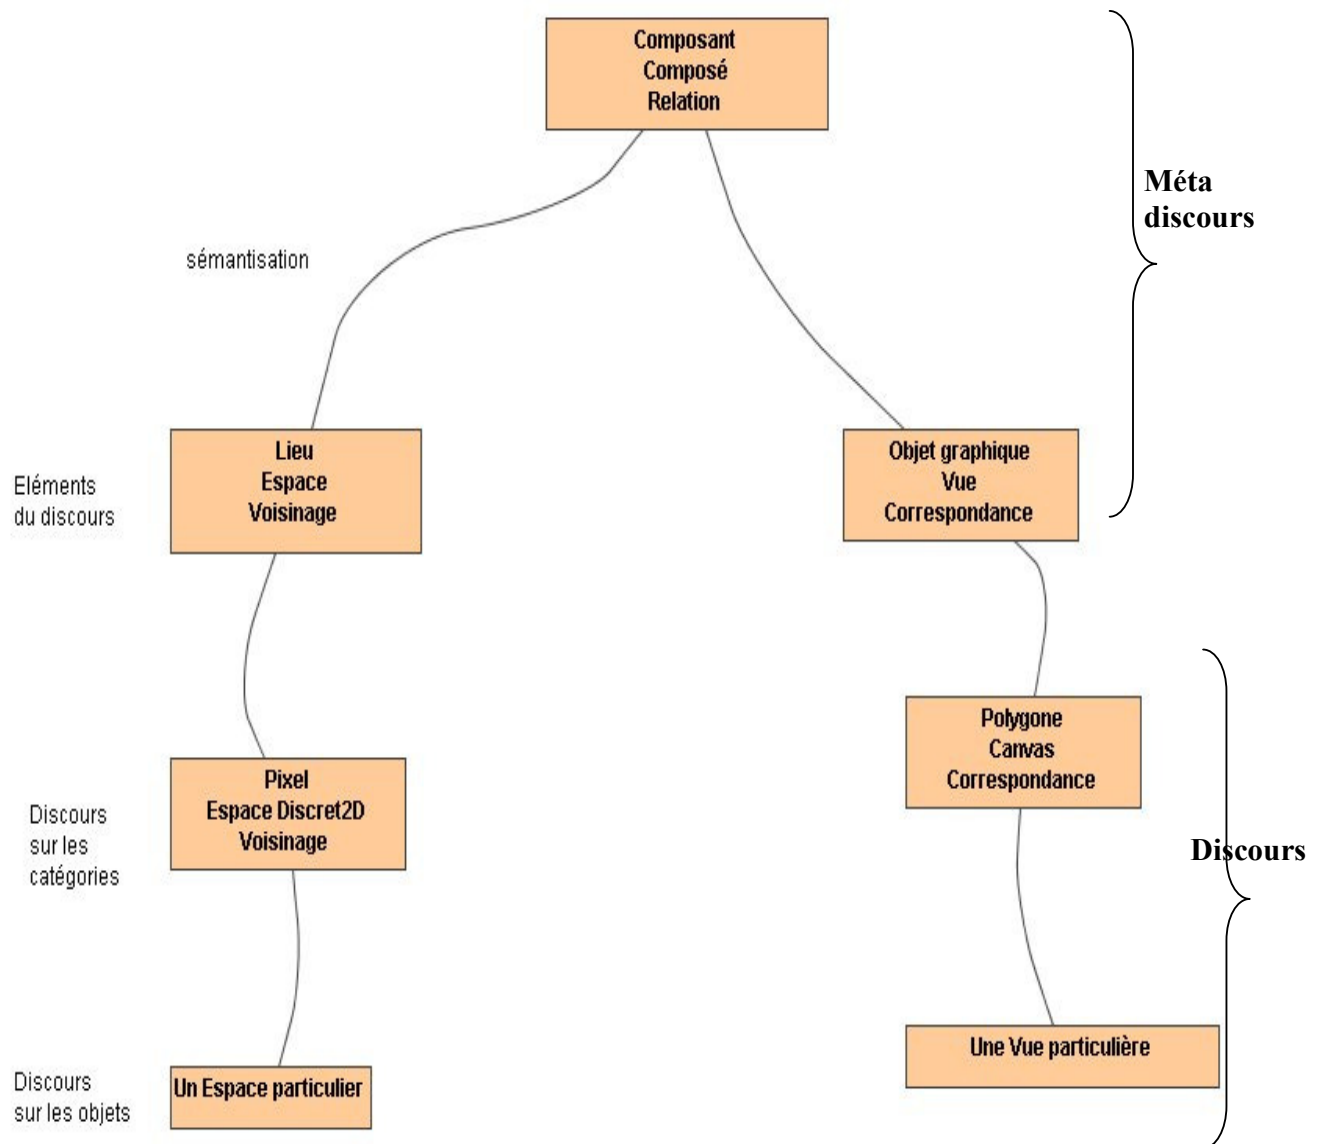 Composant
Composé
Relation
Méta
discours
sémantisation
Eléments
du discours
Lieu
Espace
Voisinage
Objet graphique
Vue
Correspondance
Discours
sur les
catégories
Pixel
Espace Discret2D
Voisinage
Polygone
Canvas
Correspondance
Discours
Discours
sur les objets
Un Espace particulier
Une Vue particulière